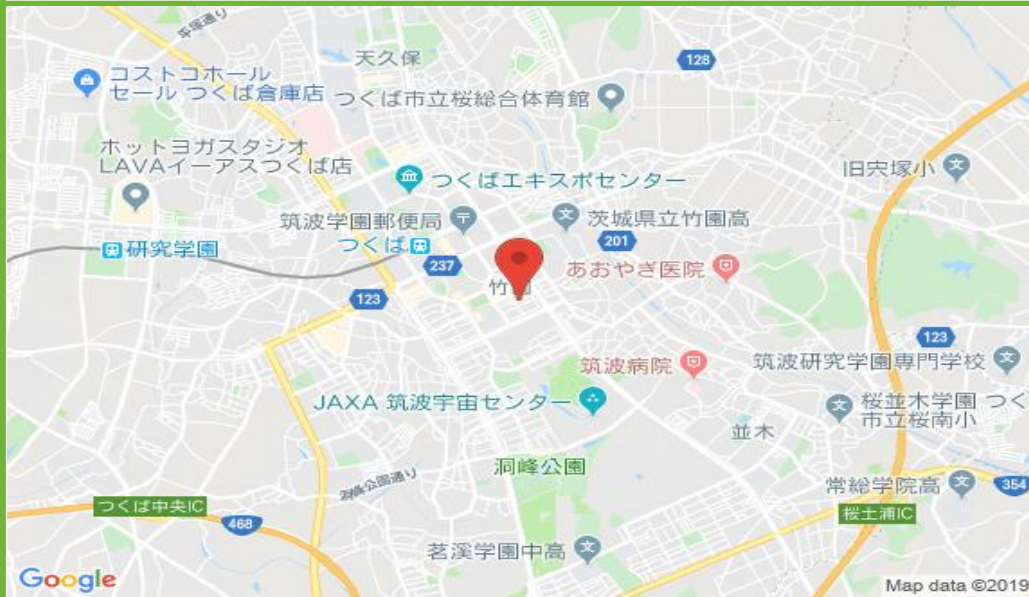 平塚通り
天久保
128
コストコホール
セール つくば倉庫店
つくば市立桜総合体育館
ホットヨガスタジオ
LAVAイーアスつくば店
つくばエキスポセンター
旧宍塚小
筑波学園郵便局
茨城県立竹園高
研究学園
つくば
201
237
あおやぎ医院
竹園
123
123
筑波病院
筑波研究学園専門学校
JAXA 筑波宇宙センター
桜並木学園 つく
市立桜南小
並木
洞峰公園
洞峰公園通り
常総学院高
354
つくば中央IC
468
桜土浦IC
茗溪学園中高
Google
Map data ©2019